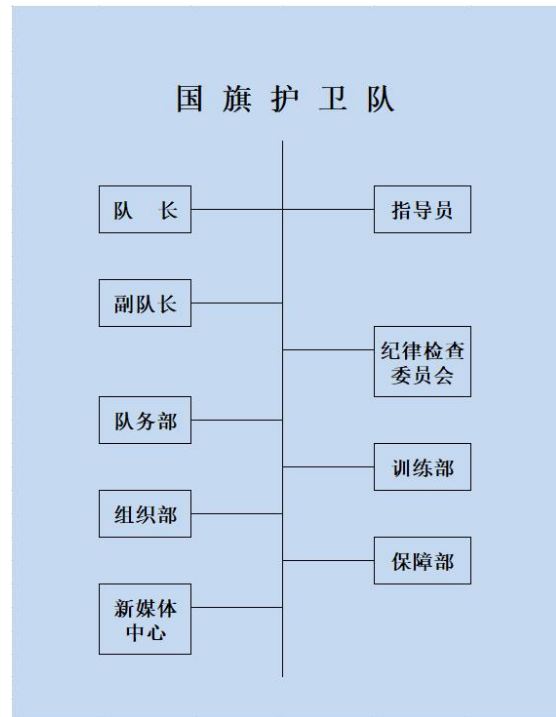 国旗护卫队
队 长
指导员
副队长
纪律检查
委员会
队务部
训练部
组织部
保障部
新媒体
中心